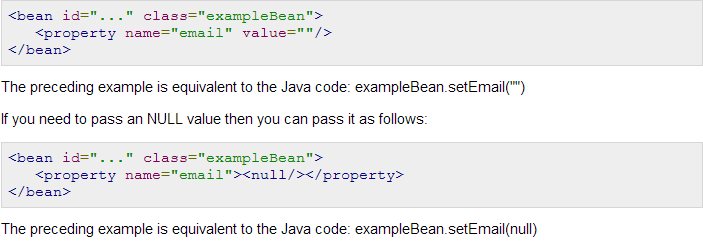 <bean id="..." class="exampleBean">
   <property name="email" value=""/>
</bean>
The preceding example is equivalent to the Java code: exampleBean.setEmail("")
If you need to pass an NULL value then you can pass it as follows:
<bean id="..." class="exampleBean">
   <property name="email"><null/></property>
</bean>
The preceding example is equivalent to the Java code: exampleBean.setEmail(null)